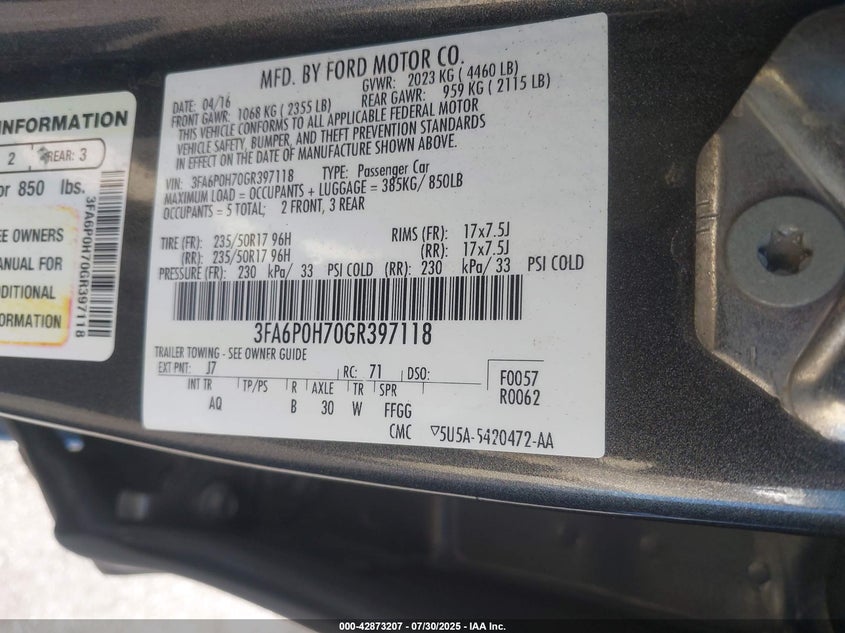 INFORMATION
2 REAR: 3
or 850 lbs.
EE OWNERS
ANUAL FOR
DITIONAL
FORMATION
3FA6P0H70GR397118
MFD. BY FORD MOTOR CO.
DATE: 04/16 GVWR: 2023 KG ( 4460 LB)
FRONT GAWR: 1068 KG ( 2355 LB) REAR GAWR: 959 KG ( 2115 LB)
THIS VEHICLE CONFORMS TO ALL APPLICABLE FEDERAL MOTOR
VEHICLE SAFETY, BUMPER, AND THEFT PREVENTION STANDARDS
IN EFFECT ON THE DATE OF MANUFACTURE SHOWN ABOVE.
VIN: 3FA6P0H70GR397118 TYPE: Passenger Car
MAXIMUM LOAD = OCCUPANTS + LUGGAGE = 385KG/ 850LB
OCCUPANTS = 5 TOTAL; 2 FRONT, 3 REAR
TIRE (FR): 235/50R17 96H RIMS (FR): 17x7.5J
(RR): 235/50R17 96H (RR): 17x7.5J
PRESSURE (FR): 230 kPa/ 33 PSI COLD (RR): 230 kPa/ 33 PSI COLD
3FA6P0H70GR397118
TRAILER TOWING - SEE OWNER GUIDE
EXT PNT: J7 RC: 71 DSO: F0057
INT TR TP/PS R AXLE TR SPR R0062
AQ B 30 W FFGG
CMC ▽5U5A-5420472-AA
000-42873207 / 07/30/2025 - IAA Inc.